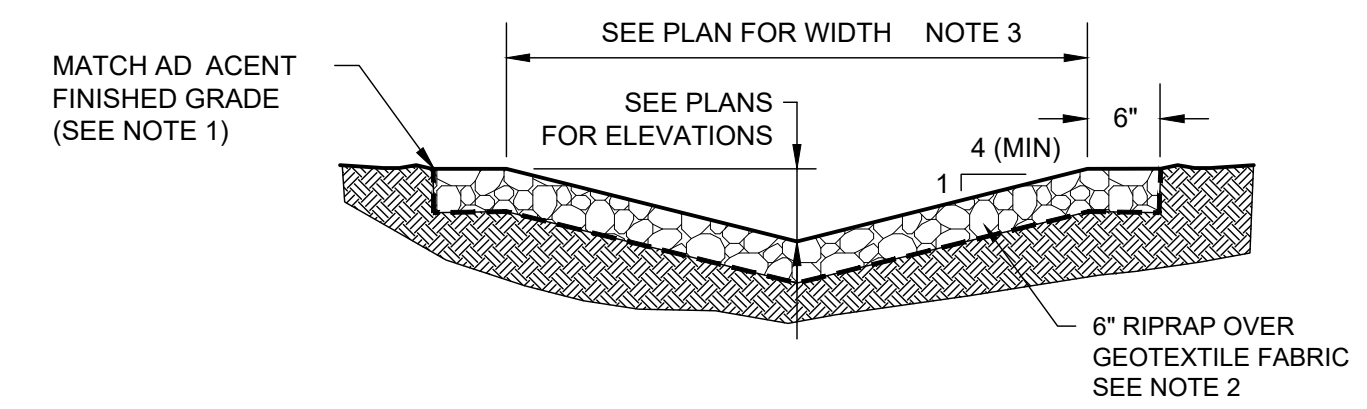 SEE PLAN FOR WIDTH NOTE 3
MATCH AD ACENT
FINISHED GRADE
(SEE NOTE 1)
SEE PLANS
FOR ELEVATIONS
6"
4 (MIN)
1
6" RIPRAP OVER
GEOTEXTILE FABRIC
SEE NOTE 2